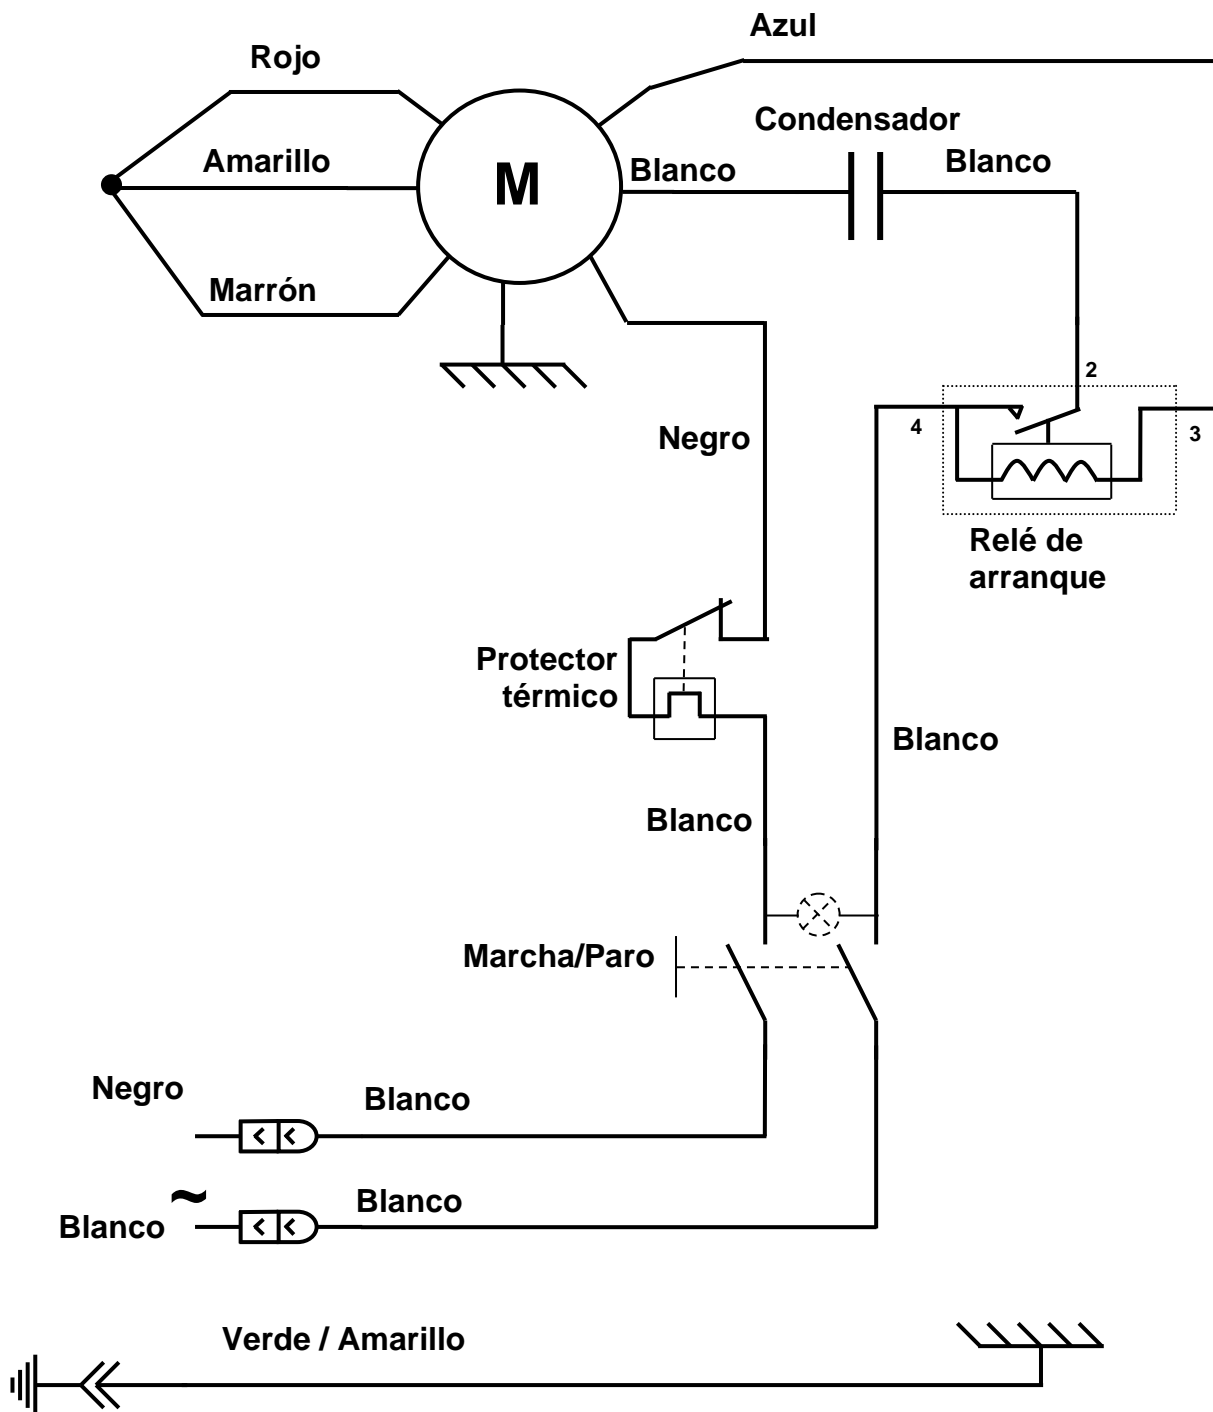 Azul
Rojo
Condensador
Amarillo
Blanco
Blanco
M
Marrón
2
4
3
Negro
Relé de
arranque
Protector
térmico
Blanco
Blanco
Marcha/Paro
Negro
Blanco
~
Blanco
Blanco
Verde / Amarillo